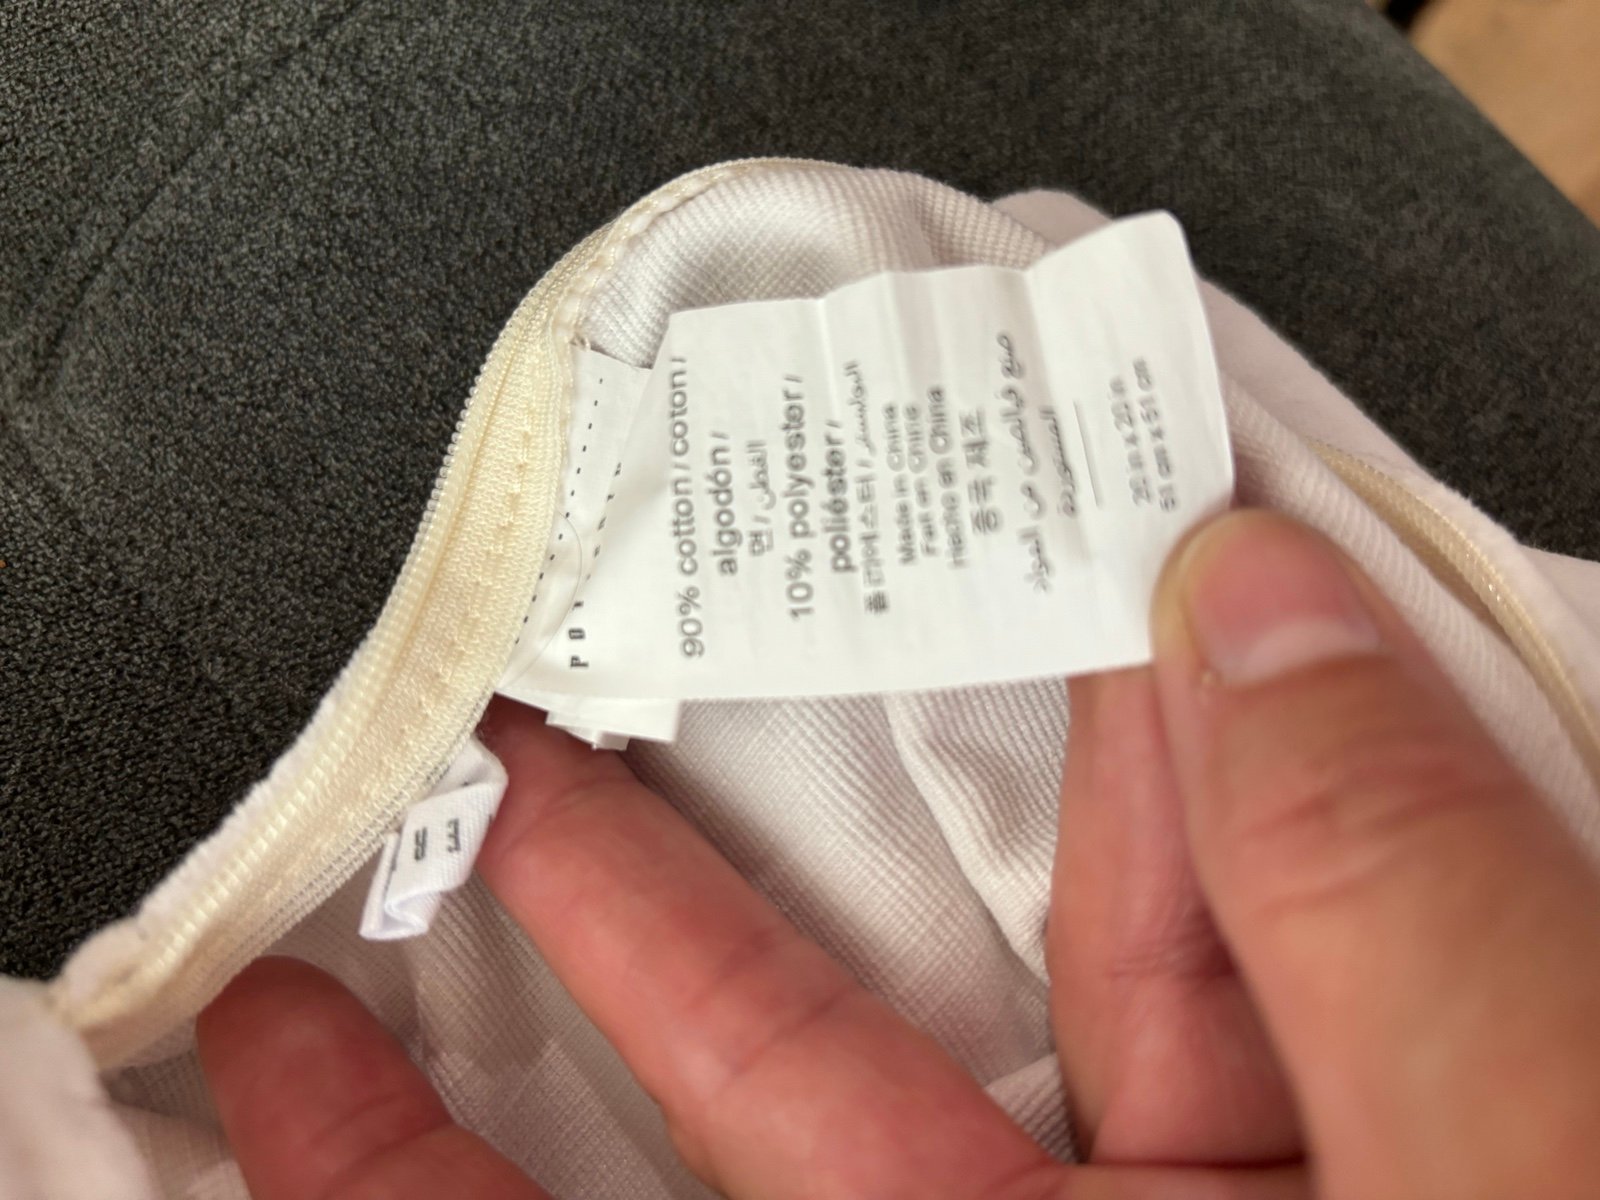 90% cotton / coton /
algodón /
면 / القطن /
10% polyester /
poliéster /
폴리에스터 / البوليستر
Made in China
Fait en Chine
Hecho en China
중국 제조
صنع في الصين من المواد
المستوردة
20 in x 20 in
51 cm x 51 cm